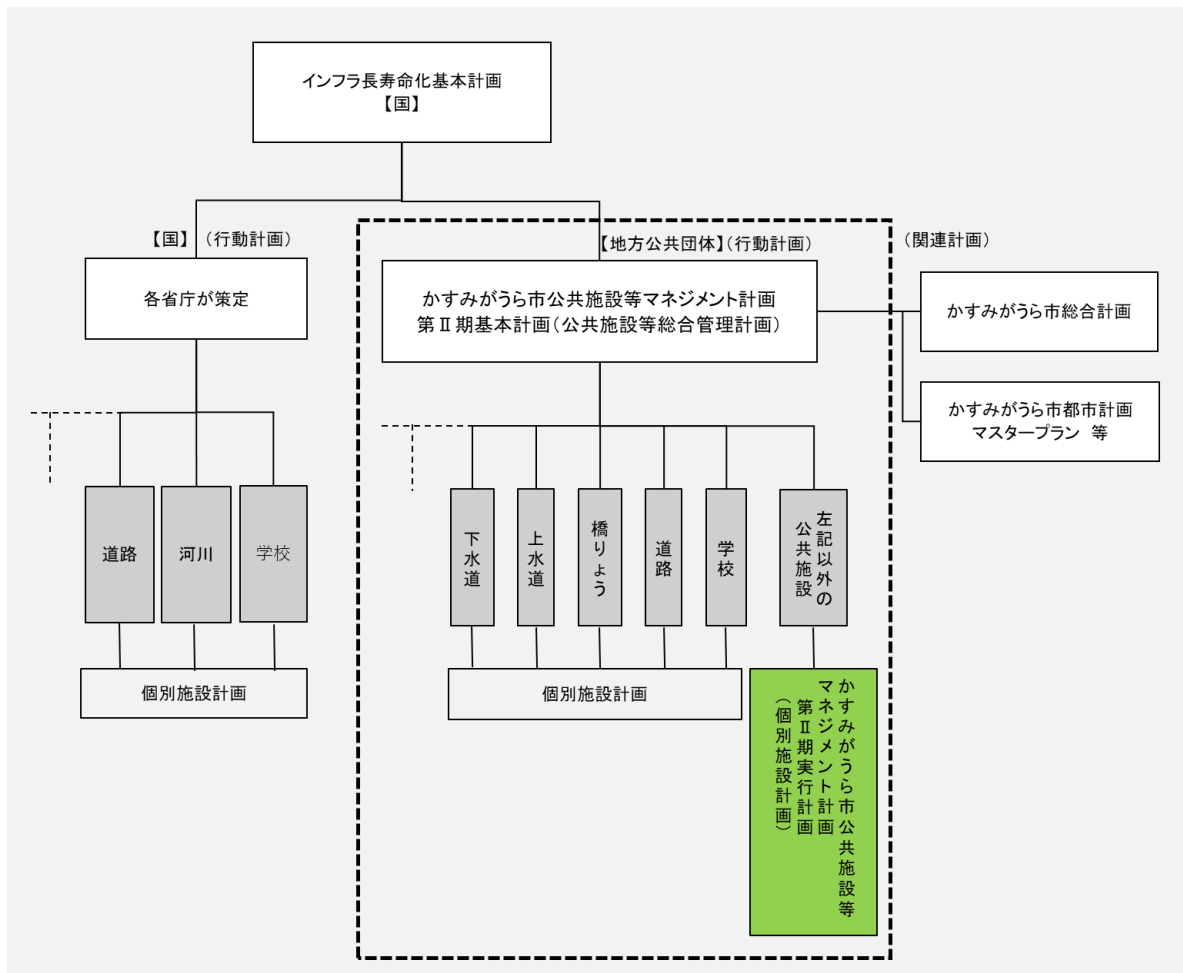 インフラ長寿命化基本計画
【国】
【国】（行動計画）
【地方公共団体】（行動計画）
（関連計画）
各省庁が策定
かすみがうら市公共施設等マネジメント計画
第Ⅱ期基本計画（公共施設等総合管理計画）
かすみがうら市総合計画
かすみがうら市都市計画
マスタープラン 等
道路
河川
学校
下水道
上水道
橋りょう
道路
学校
左記以外の
公共施設
個別施設計画
個別施設計画
かすみがうら市公共施設等
マネジメント計画
第Ⅱ期実行計画
（個別施設計画）